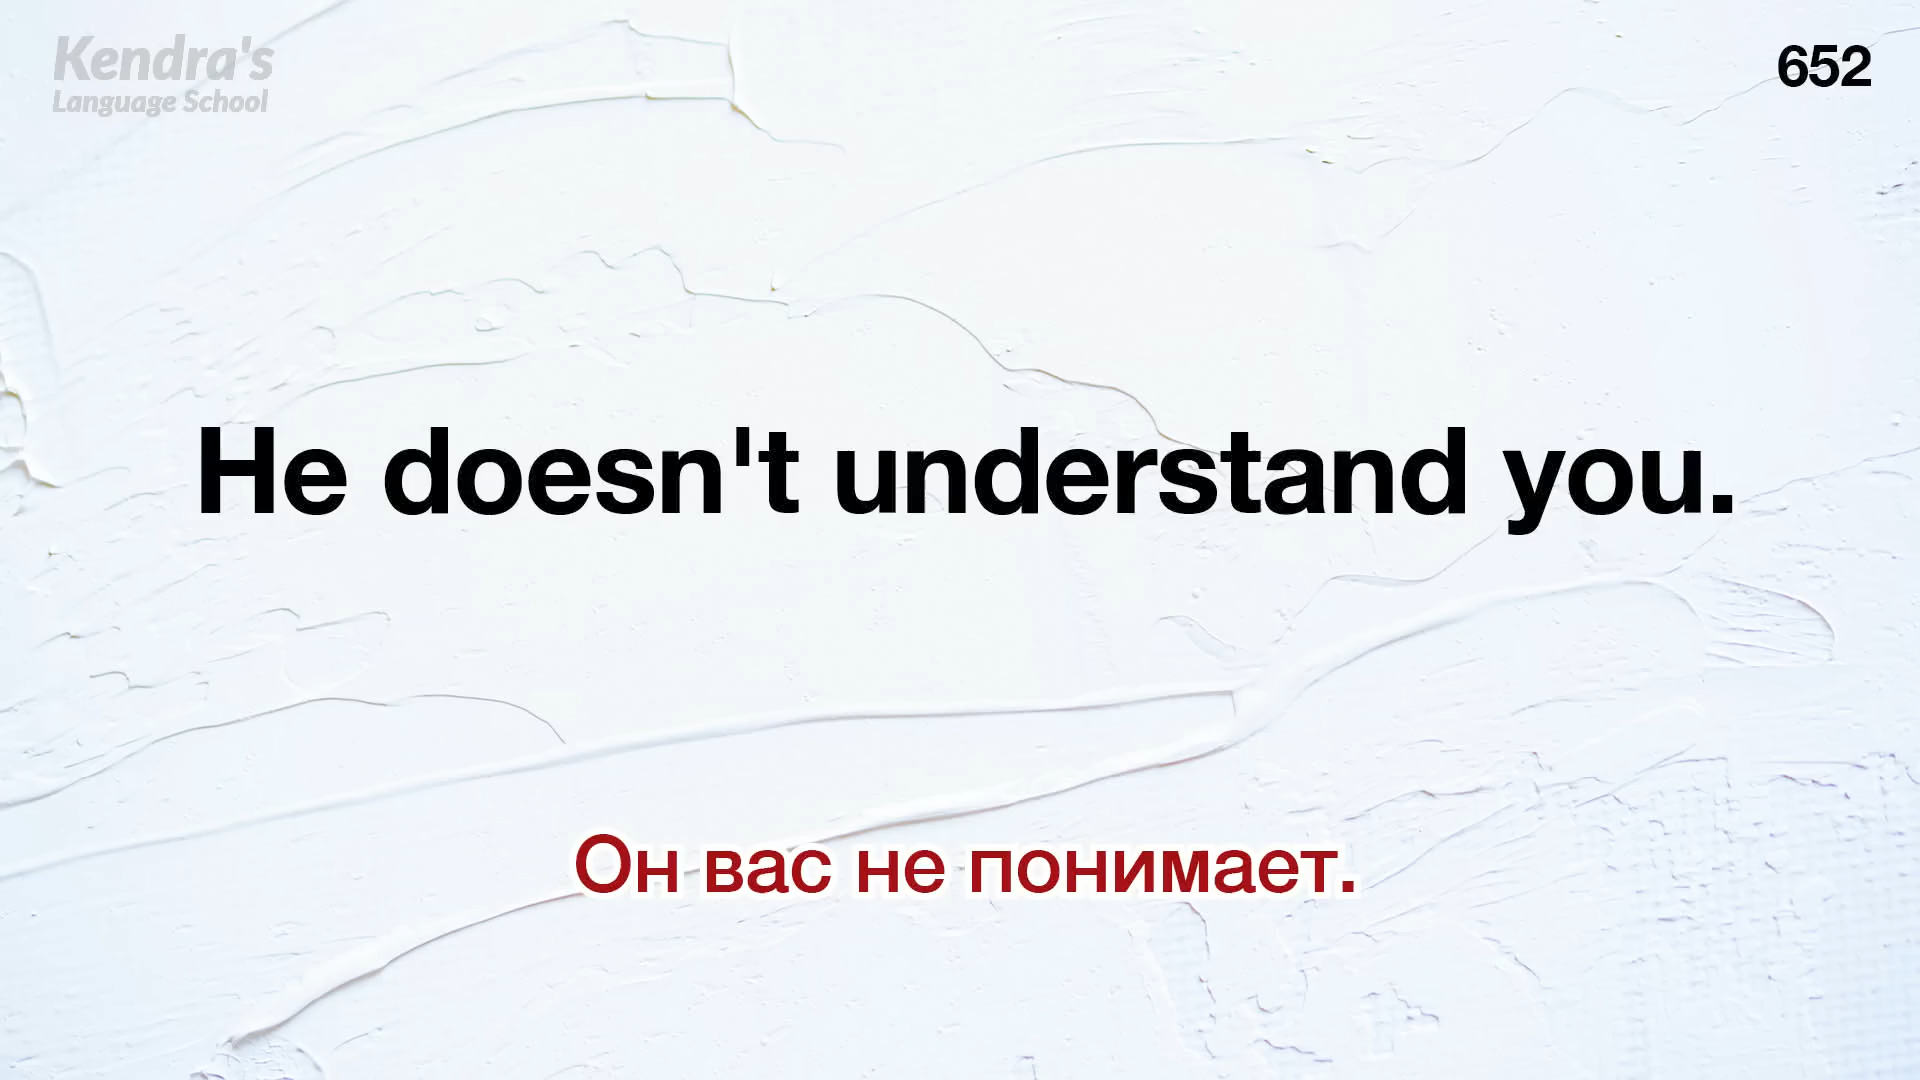 Kendra's
Language School
652
He doesn't understand you.
Он вас не понимает.